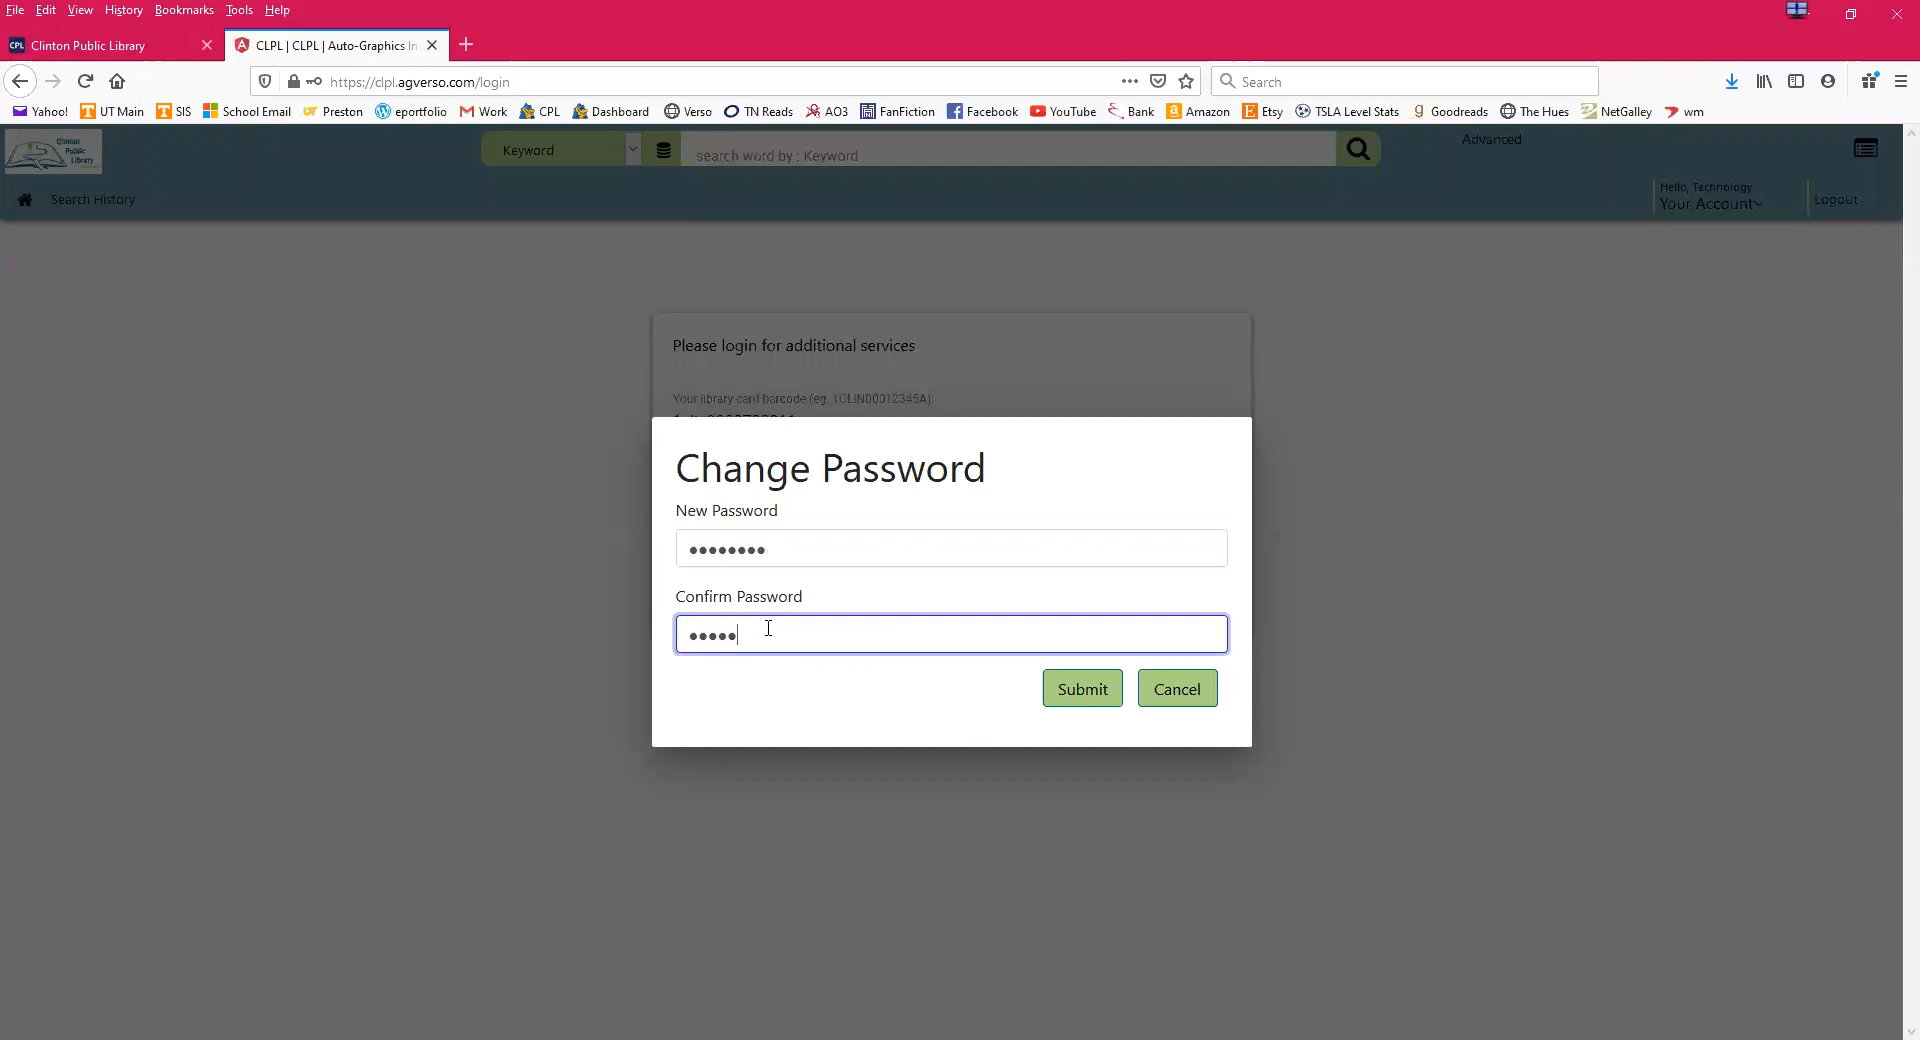 File Edit View History Bookmarks Tools Help
CPL Clinton Public Library
CLPL | CLPL | Auto-Graphics In
https://clpl.agverso.com/login
Search
Yahoo! UT Main SIS School Email Preston eportfolio Work CPL Dashboard Verso TN Reads AO3 FanFiction Facebook YouTube Bank Amazon Etsy TSLA Level Stats Goodreads The Hues NetGalley wm
Clinton
Public
Library
Keyword
search word by : Keyword
Advanced
Search History
Hello, Technology
Your Account
Logout
Please login for additional services
Your library card barcode (eg. 1CLIN00012345A):
Change Password
New Password
••••••••
Confirm Password
•••••
Submit Cancel